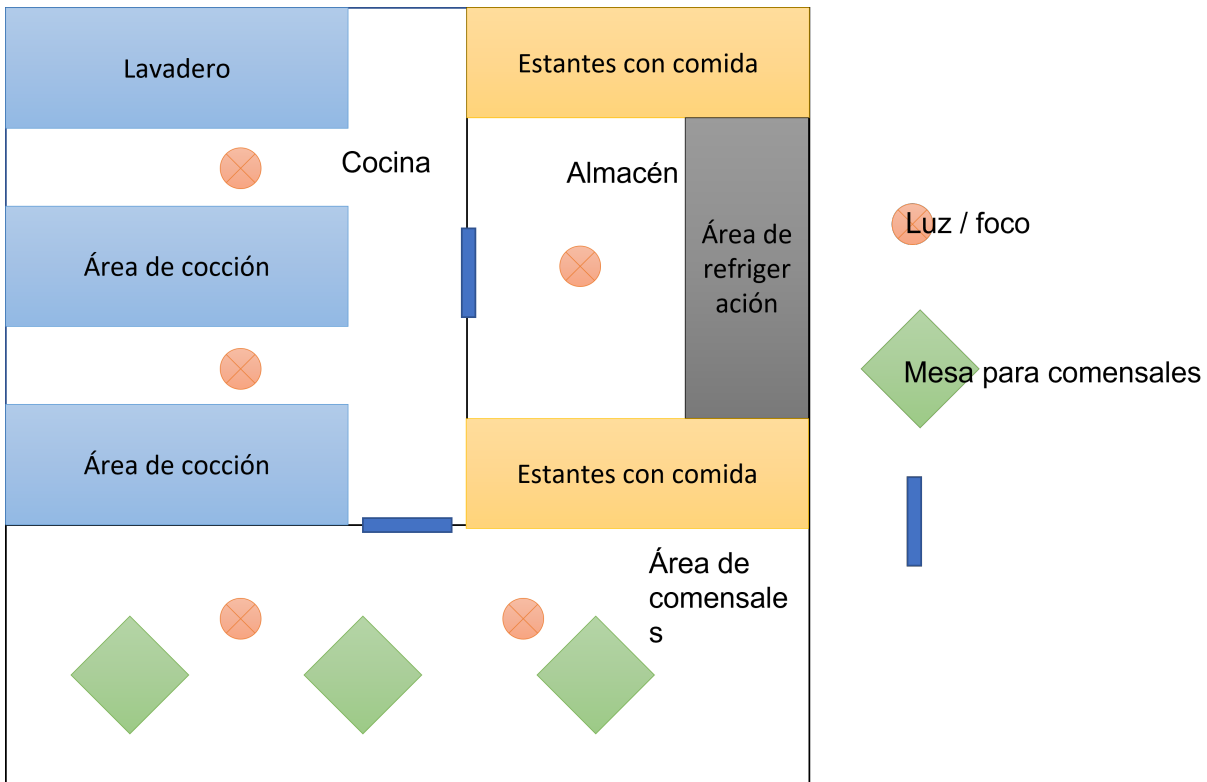 Lavadero
Estantes con comida
Cocina
Almacén
Área de cocción
Área de
refriger
ación
Área de cocción
Estantes con comida
Área de
comensale
s
Luz / foco
Mesa para comensales